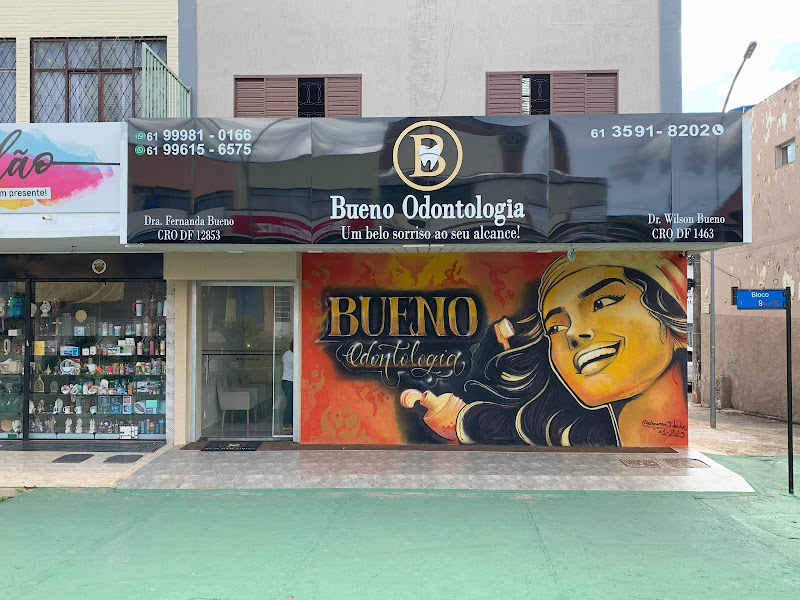 lão
m presente!
61 99981-0166
61 99615-6575
B
Bueno Odontologia
Um belo sorriso ao seu alcance!
Dra. Fernanda Bueno
CRO DF 12853
61 3591-8202
Dr. Wilson Bueno
CRO DF 1463
BUENO
Odontologia
Bloco
9